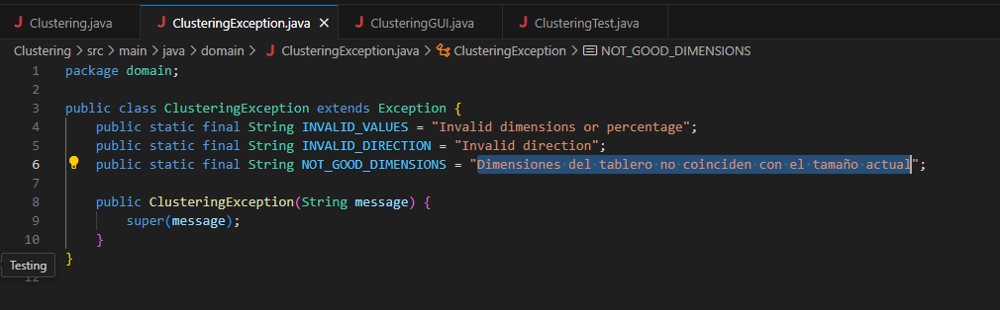 Clustering.java ClusteringException.java ClusteringGUI.java ClusteringTest.java
Clustering > src > main > java > domain > ClusteringException.java > ClusteringException > NOT_GOOD_DIMENSIONS
1 package domain;
2
3 public class ClusteringException extends Exception {
4 public static final String INVALID_VALUES = "Invalid dimensions or percentage";
5 public static final String INVALID_DIRECTION = "Invalid direction";
6 public static final String NOT_GOOD_DIMENSIONS = "Dimensiones del tablero no coinciden con el tamaño actual";
7
8 public ClusteringException(String message) {
9 super(message);
10 }
Testing }
12